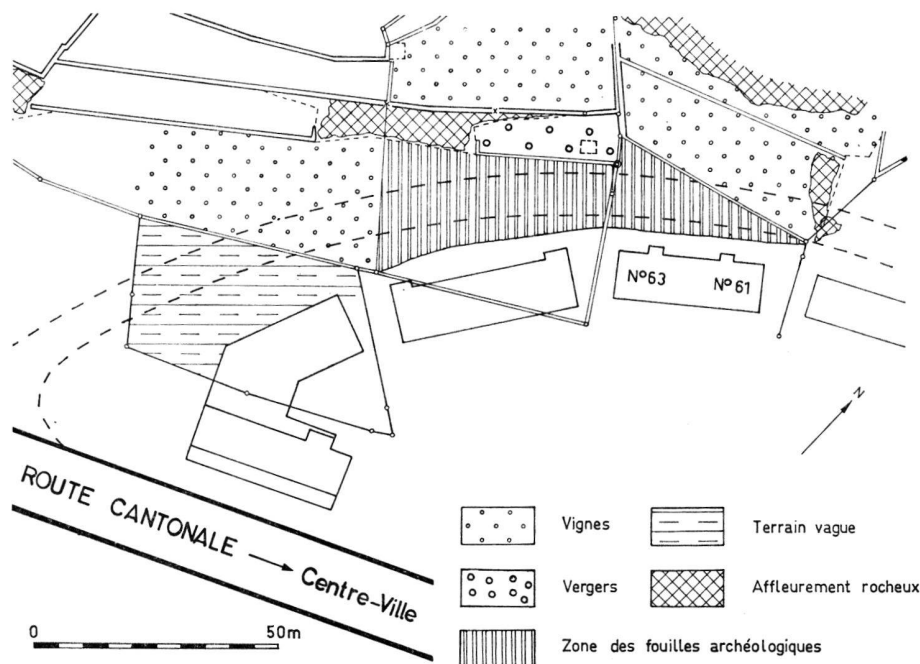 N° 63
N° 61
N
ROUTE CANTONALE → Centre-Ville
Vignes
Terrain vague
Vergers
Affleurement rocheux
Zone des fouilles archéologiques
0 50m